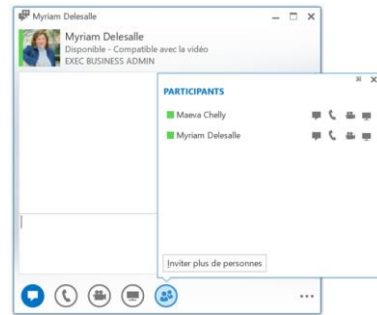 Myriam Delesalle
Myriam Delesalle
Disponible - Compatible avec la vidéo
EXEC BUSINESS ADMIN
PARTICIPANTS
Maeva Chelly
Myriam Delesalle
Inviter plus de personnes